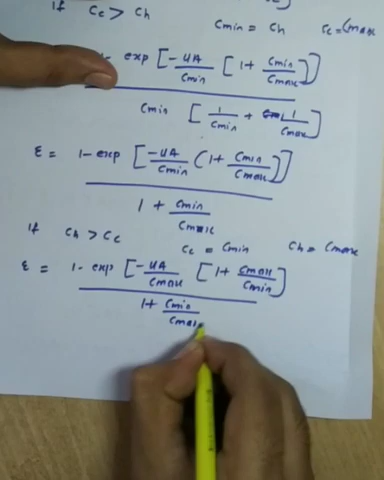 If Cc > Ch
Cmin = Ch Cc = Cmax
exp [ -UA / Cmin [ 1 + Cmin / Cmax ] ]
Cmin [ 1 / Cmin + 1 / Cmax ]
ε = 1 - exp [ -UA / Cmin ( 1 + Cmin / Cmax ) ]
1 + Cmin / Cmax
If Ch > Cc
Cc = Cmin Ch = Cmax
ε = 1 - exp [ -UA / Cmax [ 1 + Cmax / Cmin ]
1 + Cmin / Cmax